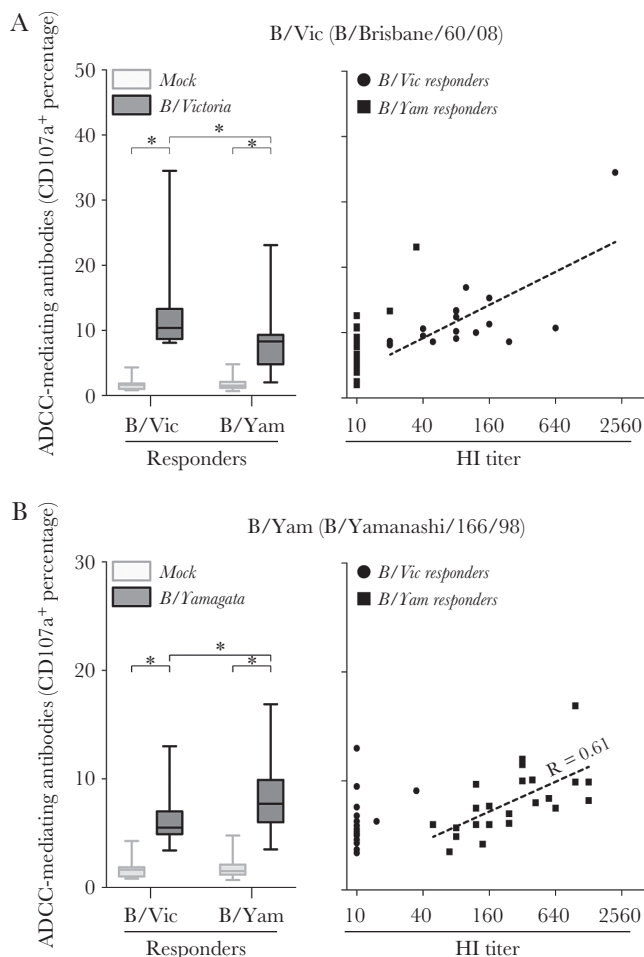 A
B/Vic (B/Brisbane/60/08)
ADCC-mediating antibodies (CD107a⁺ percentage)
50
40
30
20
10
0
Mock
B/Victoria
*
*
*
B/Vic
B/Yam
Responders
B/Vic responders
B/Yam responders
10
40
160
640
2560
HI titer
B
B/Yam (B/Yamanashi/166/98)
ADCC-mediating antibodies (CD107a⁺ percentage)
30
20
10
0
Mock
B/Yamagata
*
*
*
B/Vic
B/Yam
Responders
B/Vic responders
B/Yam responders
R = 0.61
10
40
160
640
2560
HI titer